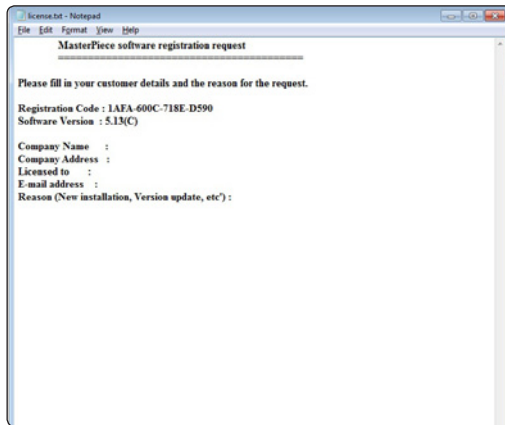 license.txt - Notepad
File Edit Format View Help
MasterPiece software registration request
=========================================
Please fill in your customer details and the reason for the request.
Registration Code : 1AFA-600C-718E-D590
Software Version : 5.13(C)
Company Name :
Company Address :
Licensed to :
E-mail address :
Reason (New installation, Version update, etc') :